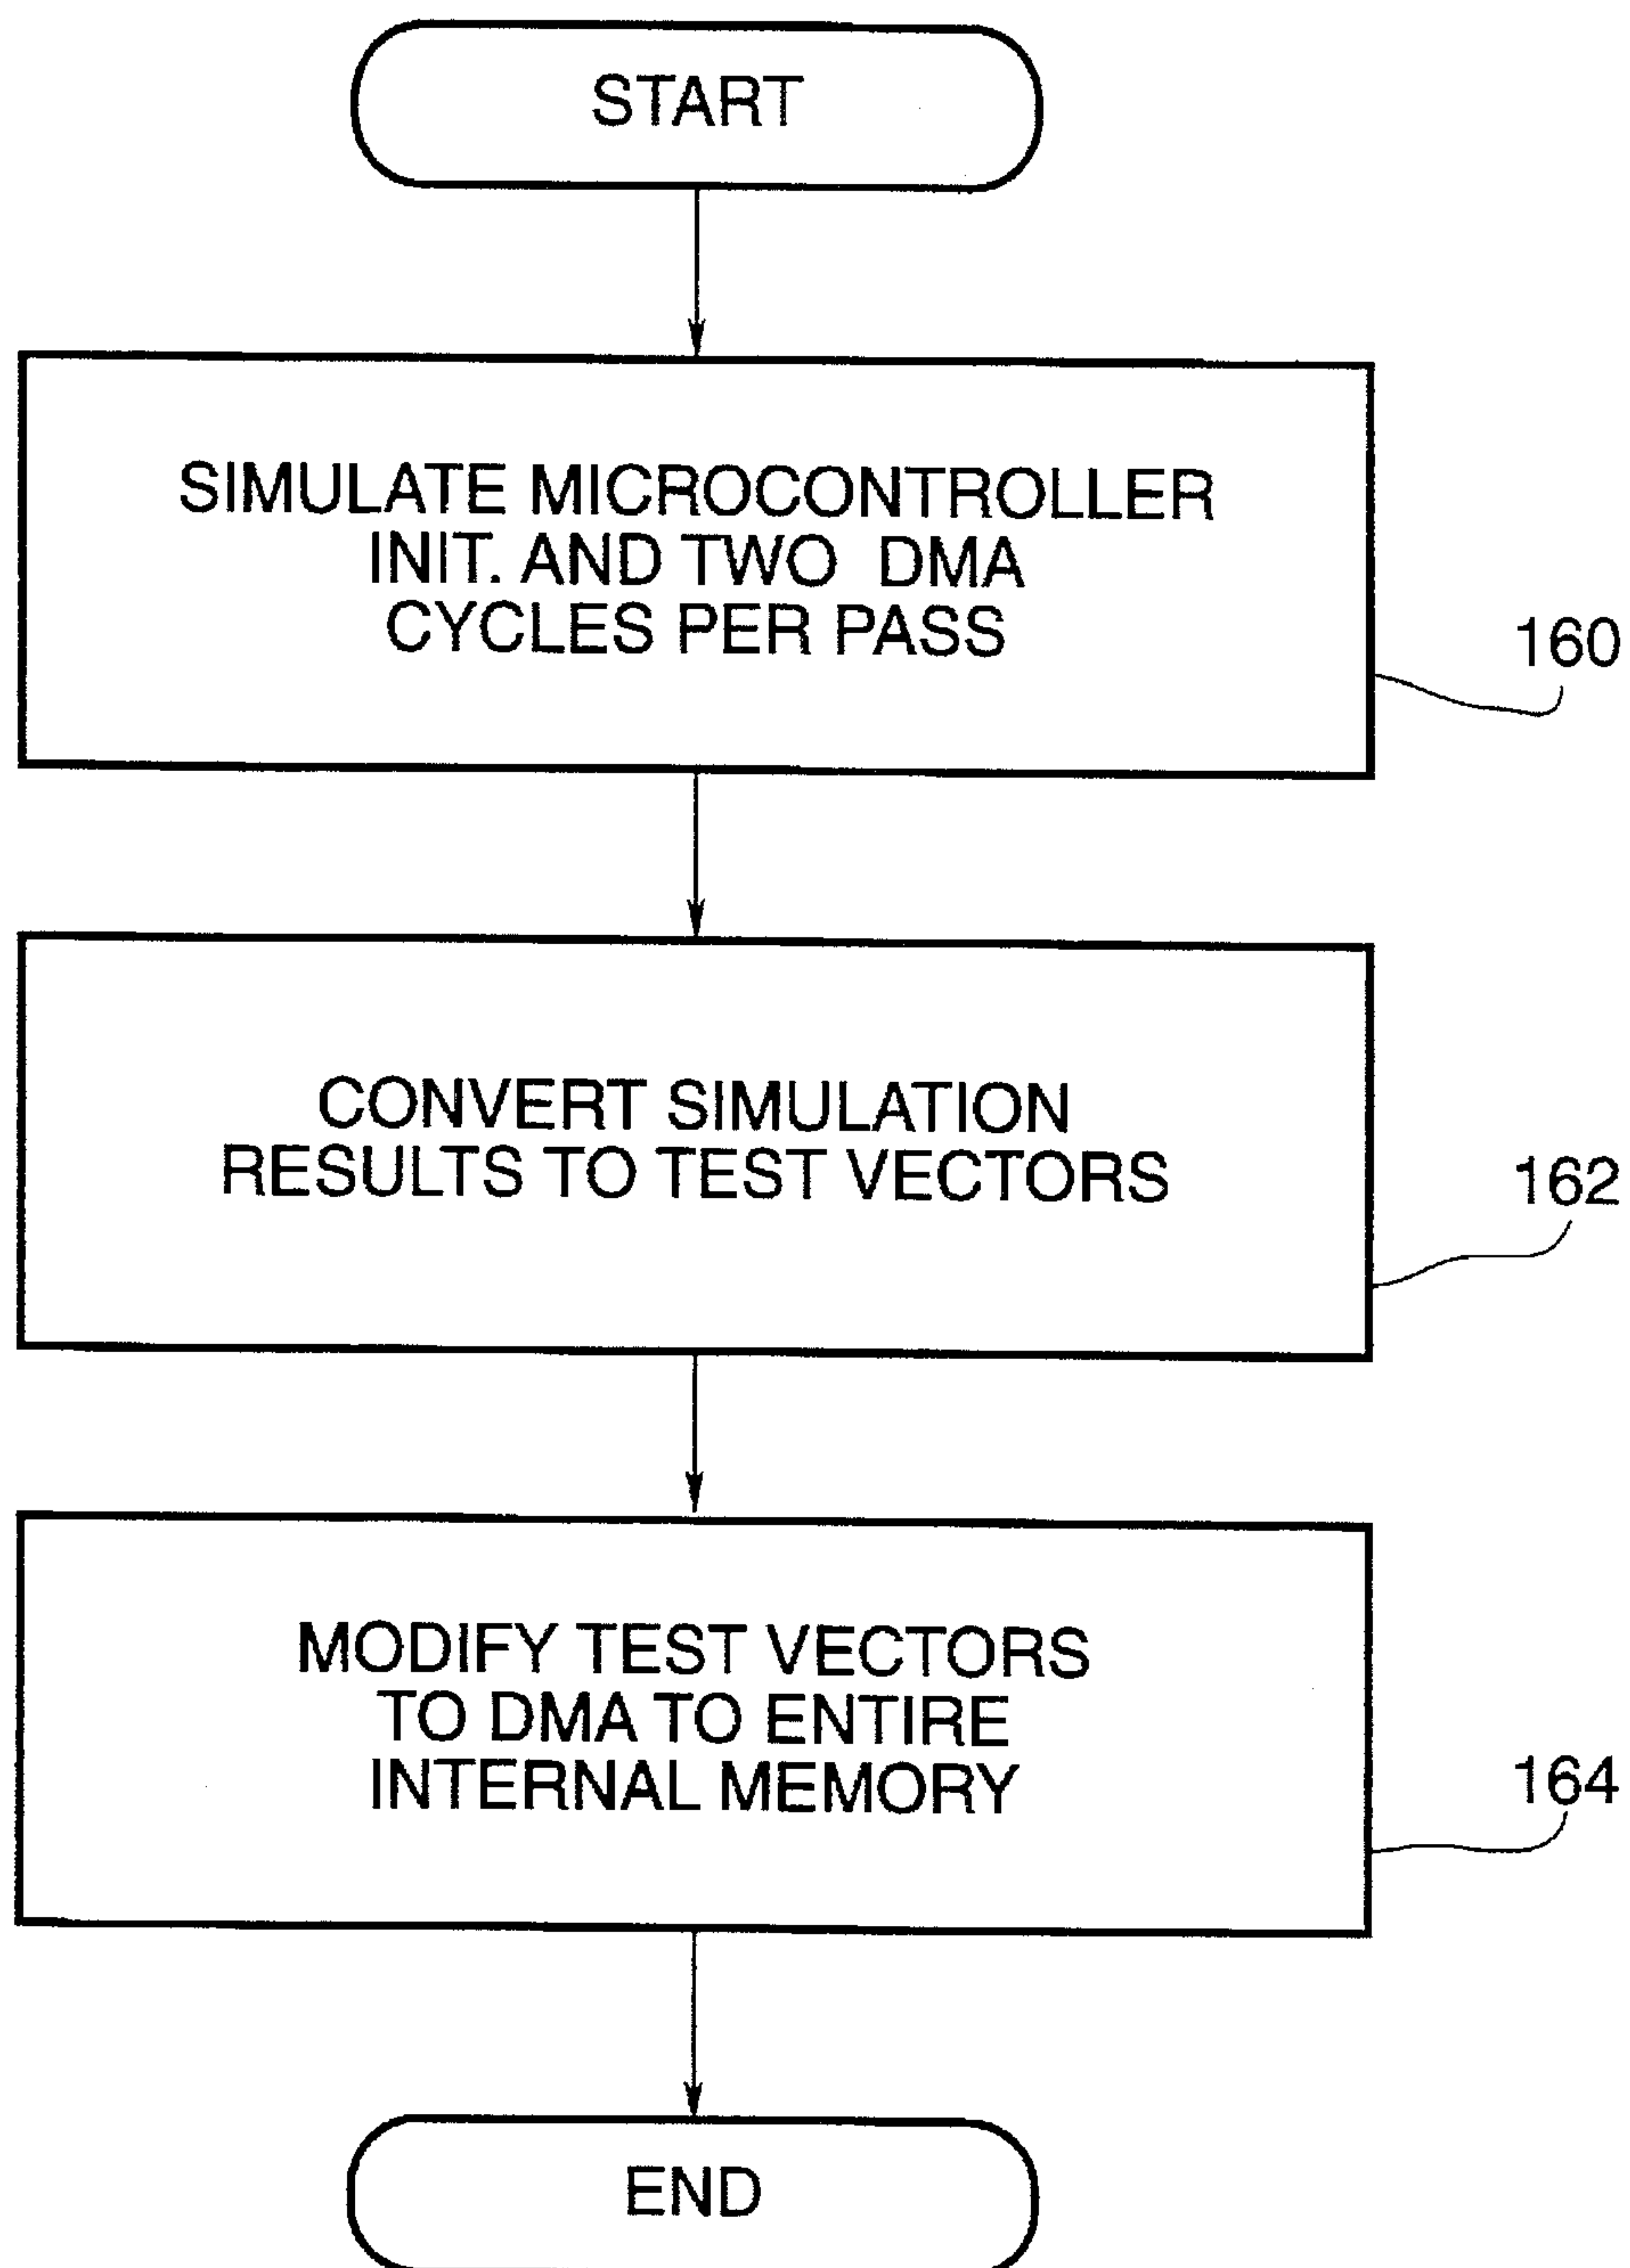 START
SIMULATE MICROCONTROLLER
INIT. AND TWO DMA
CYCLES PER PASS
160
CONVERT SIMULATION
RESULTS TO TEST VECTORS
162
MODIFY TEST VECTORS
TO DMA TO ENTIRE
INTERNAL MEMORY
164
END